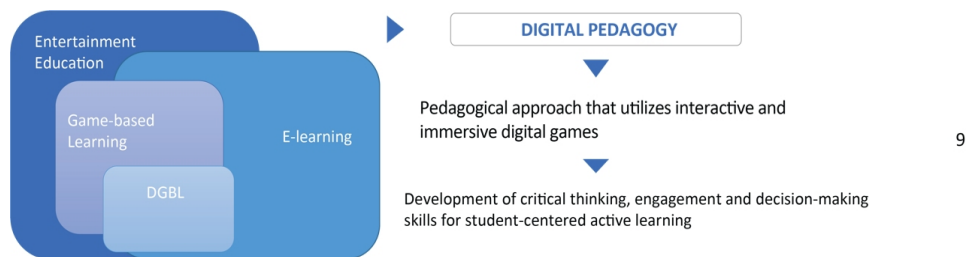 Entertainment
Education
Game-based
Learning
E-learning
DGBL
DIGITAL PEDAGOGY
Pedagogical approach that utilizes interactive and
immersive digital games
Development of critical thinking, engagement and decision-making
skills for student-centered active learning
9